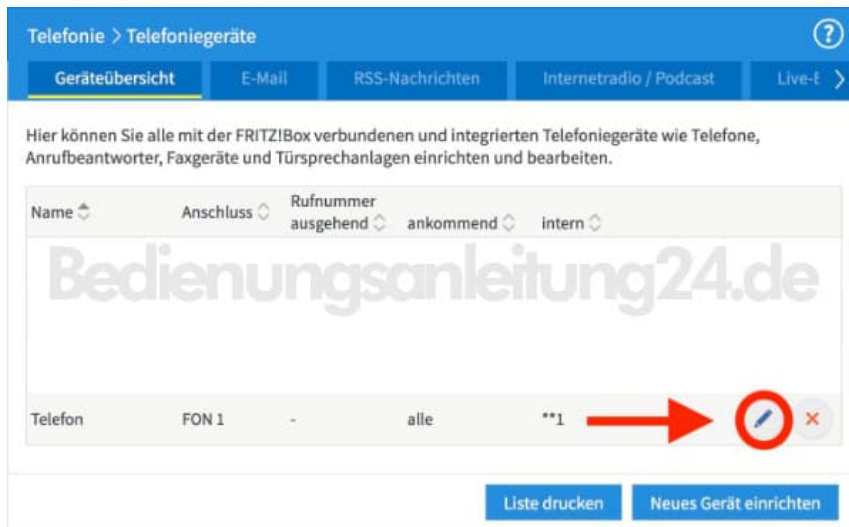 Telefonie > Telefoniegeräte
?
Geräteübersicht E-Mail RSS-Nachrichten Internetradio / Podcast Live-
Hier können Sie alle mit der FRITZ!Box verbundenen und integrierten Telefoniegeräte wie Telefone,
Anrufbeantworter, Faxgeräte und Türsprechanlagen einrichten und bearbeiten.
Rufnummer
Name Anschluss ausgehend ankommend intern
Bedienungsanleitung24.de
Telefon FON 1 - alle **1
Liste drucken Neues Gerät einrichten